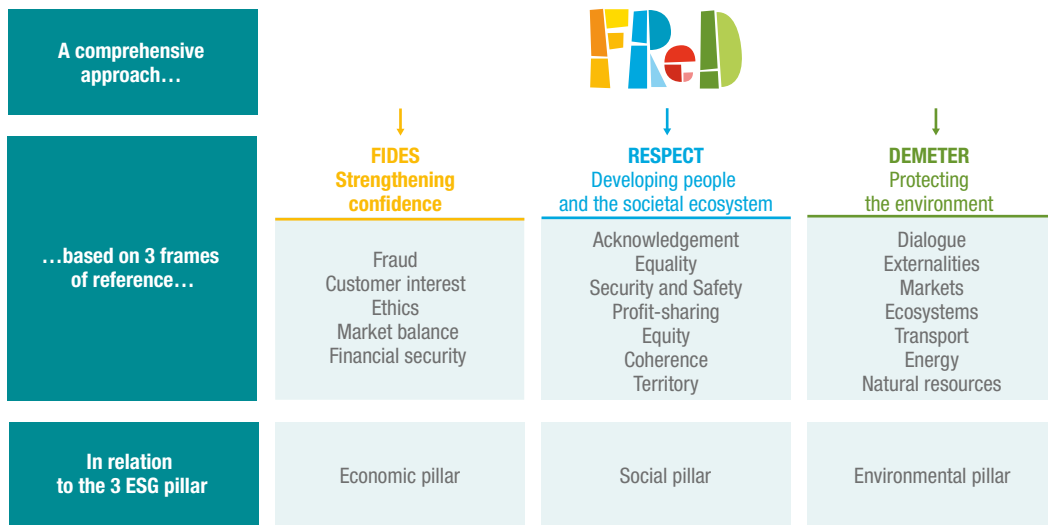 A comprehensive
approach…
FReD
…based on 3 frames
of reference…
FIDES
Strengthening
confidence
Fraud
Customer interest
Ethics
Market balance
Financial security
RESPECT
Developing people
and the societal ecosystem
Acknowledgement
Equality
Security and Safety
Profit-sharing
Equity
Coherence
Territory
DEMETER
Protecting
the environment
Dialogue
Externalities
Markets
Ecosystems
Transport
Energy
Natural resources
In relation
to the 3 ESG pillar
Economic pillar
Social pillar
Environmental pillar